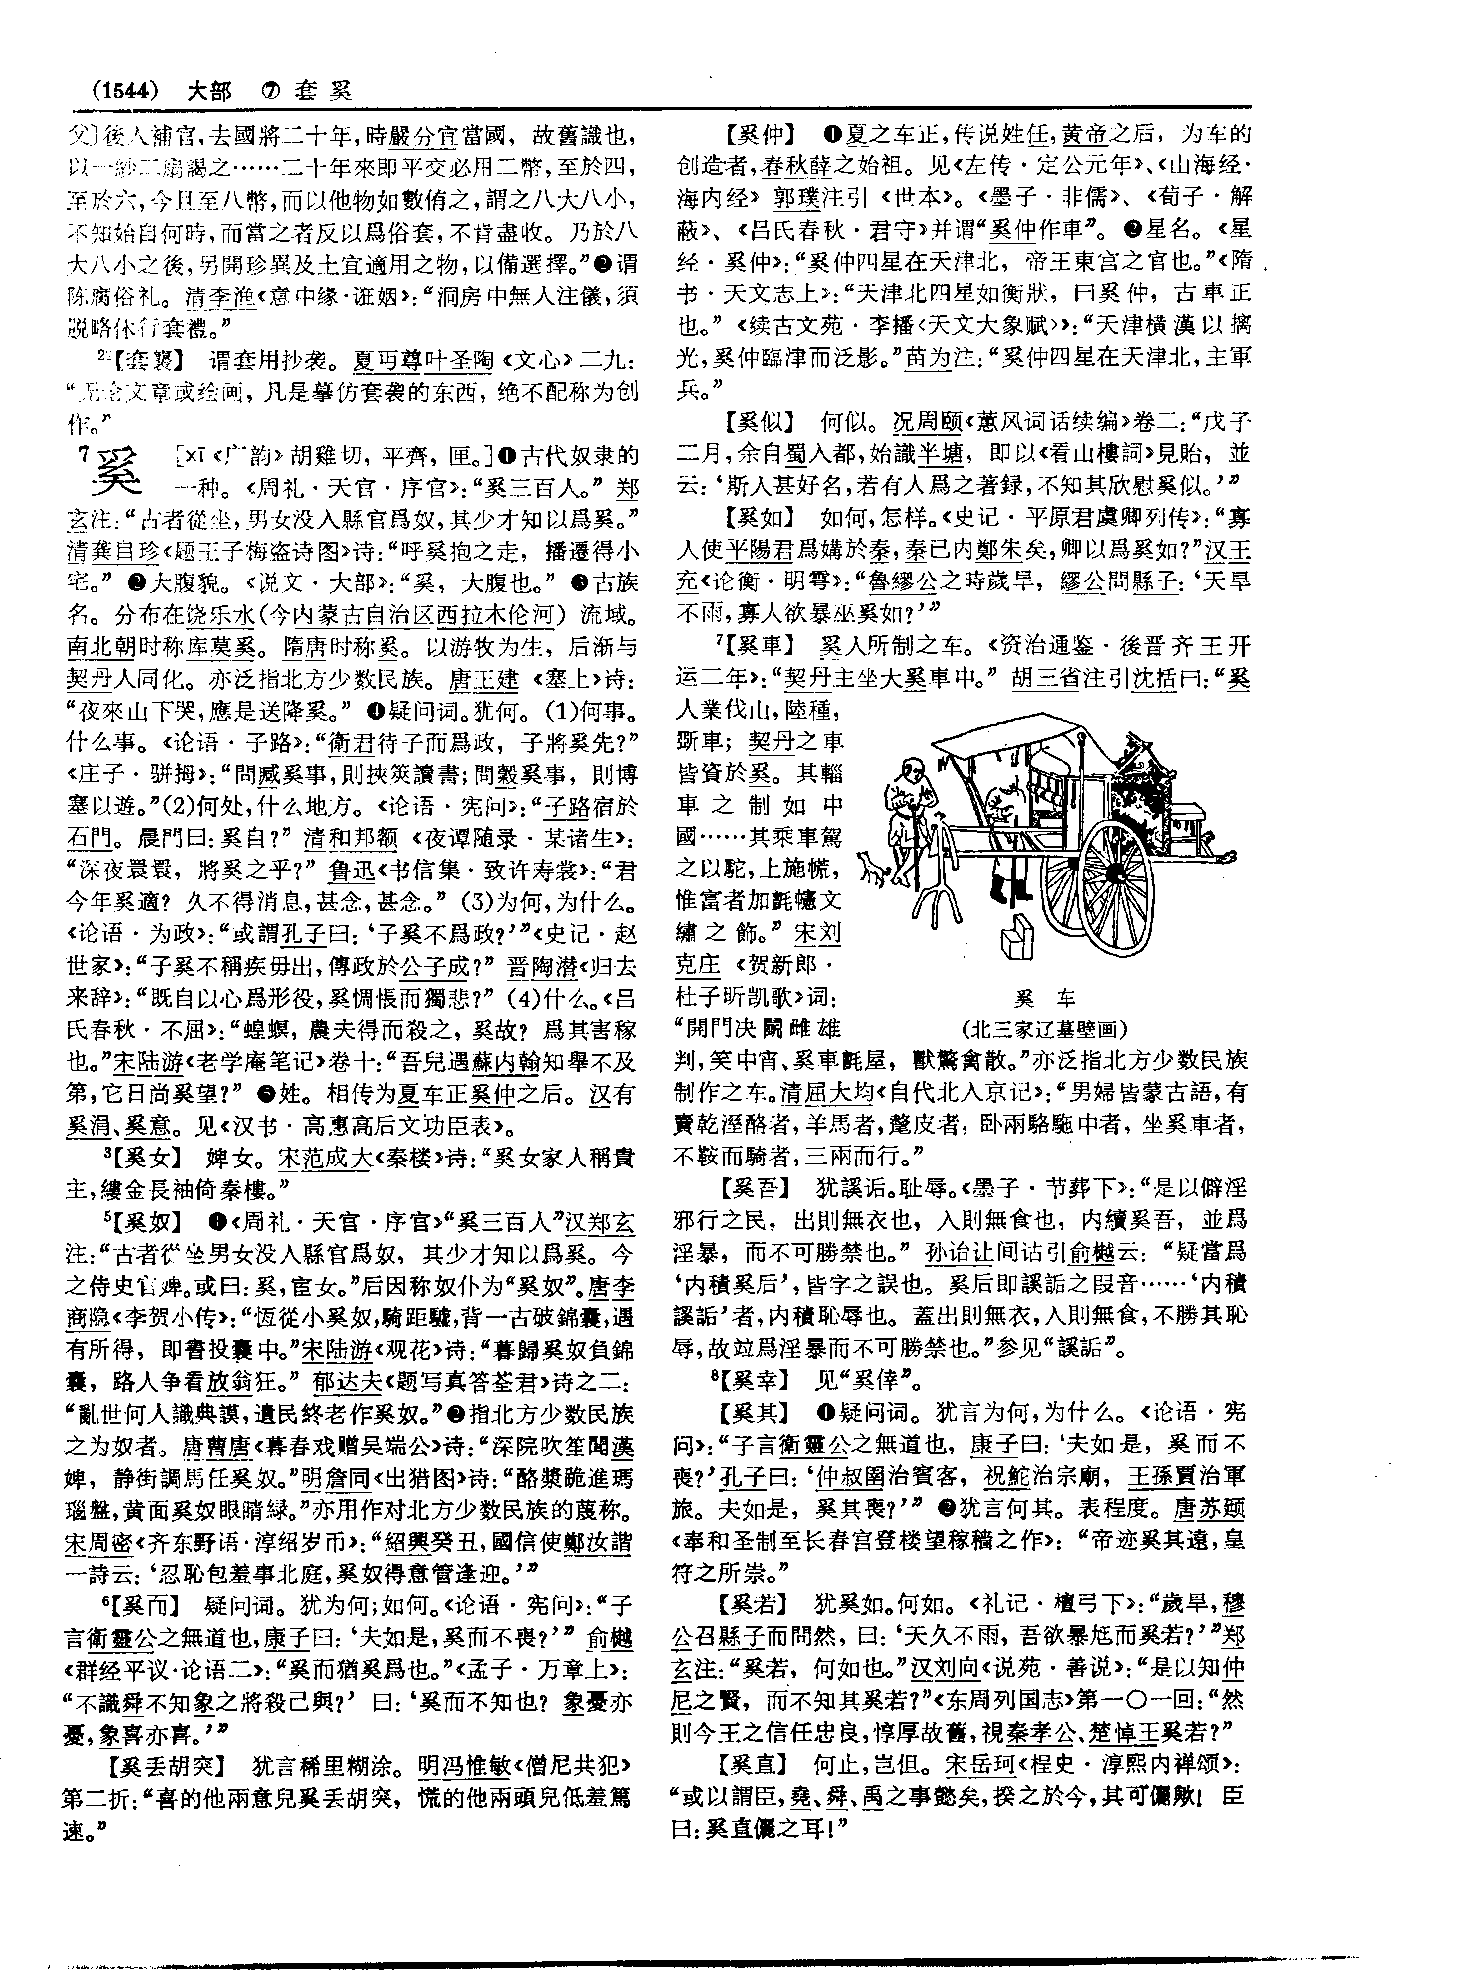 (1544)　大部　⑦ 套 奚
父〕後人補官，去國將二十年，時嚴分宜當國，故舊識也，
以一紗二扇謁之……二十年來即平交必用二幣，至於四，
至於六，今且至八幣，而以他物如數侑之，謂之八大八小，
不知始自何時，而當之者反以爲俗套，不肯盡收。乃於八
大八小之後，另開珍異及土宜適用之物，以備選擇。”❷谓
陈腐俗礼。清李渔《意中缘·诳姻》：“洞房中無人注儀，須
脱略休行套禮。”
22【套襲】　谓套用抄袭。夏丏尊叶圣陶《文心》二九：
“无论文章或绘画，凡是摹仿套袭的东西，绝不配称为创
作。”
7奚　[xī《广韵》胡雞切，平齊，匣。]❶古代奴隶的
一种。《周礼·天官·序官》：“奚三百人。”郑
玄注：“古者從坐，男女没入縣官爲奴，其少才知以爲奚。”
清龚自珍《题王子梅盗诗图》诗：“呼奚抱之走，播遷得小
宅。”❷大腹貌。《说文·大部》：“奚，大腹也。”❸古族
名。分布在饶乐水(今内蒙古自治区西拉木伦河)流域。
南北朝时称库莫奚。隋唐时称奚。以游牧为生，后渐与
契丹人同化。亦泛指北方少数民族。唐王建《塞上》诗：
“夜來山下哭，應是送降奚。”❹疑问词。犹何。(1)何事。
什么事。《论语·子路》：“衛君待子而爲政，子將奚先？”
《庄子·骈拇》：“問臧奚事，則挾筴讀書；問穀奚事，則博
塞以遊。”(2)何处，什么地方。《论语·宪问》：“子路宿於
石門。晨門曰：奚自？”清和邦额《夜谭随录·某诸生》：
“深夜睘睘，將奚之乎？”鲁迅《书信集·致许寿裳》：“君
今年奚適？久不得消息，甚念，甚念。”(3)为何，为什么。
《论语·为政》：“或謂孔子曰：‘子奚不爲政？’”《史记·赵
世家》：“子奚不稱疾毋出，傳政於公子成？”晋陶潜《归去
来辞》：“既自以心爲形役，奚惆悵而獨悲？”(4)什么。《吕
氏春秋·不屈》：“蝗螟，農夫得而殺之，奚故？爲其害稼
也。”宋陆游《老学庵笔记》卷十：“吾兒遇蘇内翰知舉不及
第，它日尚奚望？”❺姓。相传为夏车正奚仲之后。汉有
奚涓、奚意。见《汉书·高惠高后文功臣表》。
3【奚女】　婢女。宋范成大《秦楼》诗：“奚女家人稱貴
主，縷金長袖倚秦樓。”
5【奚奴】　❶《周礼·天官·序官》“奚三百人”汉郑玄
注：“古者從坐男女没入縣官爲奴，其少才知以爲奚。今
之侍史官婢。或曰：奚，宦女。”后因称奴仆为“奚奴”。唐李
商隐《李贺小传》：“恆從小奚奴，騎距驉，背一古破錦囊，遇
有所得，即書投囊中。”宋陆游《观花》诗：“暮歸奚奴負錦
囊，路人争看放翁狂。”郁达夫《题写真答荃君》诗之二：
“亂世何人識典謨，遺民終老作奚奴。”❷指北方少数民族
之为奴者。唐曹唐《暮春戏赠吴端公》诗：“深院吹笙聞漢
婢，静街調馬任奚奴。”明詹同《出猎图》诗：“酪漿跪進瑪
瑙盤，黄面奚奴眼睛緑。”亦用作对北方少数民族的蔑称。
宋周密《齐东野语·淳绍岁币》：“紹興癸丑，國信使鄭汝諧
一詩云：‘忍恥包羞事北庭，奚奴得意管逢迎。’”
6【奚而】　疑问词。犹为何；如何。《论语·宪问》：“子
言衛靈公之無道也，康子曰：‘夫如是，奚而不喪？’”俞樾
《群经平议·论语二》：“奚而猶奚爲也。”《孟子·万章上》：
“不識舜不知象之將殺己與？’曰：‘奚而不知也？象憂亦
憂，象喜亦喜。’”
【奚丢胡突】　犹言稀里糊涂。明冯惟敏《僧尼共犯》
第二折：“喜的他兩意兒奚丢胡突，慌的他兩頭兒低羞篤
速。”
【奚仲】　❶夏之车正，传说姓任，黄帝之后，为车的
创造者，春秋薛之始祖。见《左传·定公元年》、《山海经·
海内经》郭璞注引《世本》。《墨子·非儒》、《荀子·解
蔽》、《吕氏春秋·君守》并谓“奚仲作車”。❷星名。《星
经·奚仲》：“奚仲四星在天津北，帝王東宫之官也。”《隋
书·天文志上》：“天津北四星如衡狀，曰奚仲，古車正
也。”《续古文苑·李播〈天文大象赋〉》：“天津横漢以摛
光，奚仲臨津而泛影。”苗为注：“奚仲四星在天津北，主軍
兵。”
【奚似】　何似。况周颐《蕙风词话续编》卷二：“戊子
二月，余自蜀入都，始識半塘，即以《看山樓詞》見貽，並
云：‘斯人甚好名，若有人爲之著録，不知其欣慰奚似。’”
【奚如】　如何，怎样。《史记·平原君虞卿列传》：“寡
人使平陽君爲媾於秦，秦已内鄭朱矣，卿以爲奚如？”汉王
充《论衡·明雩》：“魯繆公之時歲旱，繆公問縣子：‘天旱
不雨，寡人欲暴巫奚如？’”
7【奚車】　奚人所制之车。《资治通鉴·後晋齐王开
运二年》：“契丹主坐大奚車中。”胡三省注引沈括曰：“奚
人業伐山，陸種，
斲車；契丹之車
皆資於奚。其輜
車之制如中
國……其乘車駕
之以駝，上施㡆，
惟富者加氈幰文
繡之飾。”宋刘
克庄《贺新郎·
杜子昕凯歌》词：
“開門决鬭雌雄
判，笑中宵、奚車氈屋，獸驚禽散。”亦泛指北方少数民族
制作之车。清屈大均《自代北入京记》：“男婦皆蒙古語，有
賣乾溼酪者，羊馬者，氂皮者，卧兩駱駝中者，坐奚車者，
不鞍而騎者，三兩而行。”
奚　车
(北三家辽墓壁画)
【奚吾】　犹謑诟。耻辱。《墨子·节葬下》：“是以僻淫
邪行之民，出則無衣也，入則無食也，内續奚吾，並爲
淫暴，而不可勝禁也。”孙诒让间诂引俞樾云：“疑當爲
‘内積奚后’，皆字之誤也。奚后即謑詬之叚音……‘内積
謑詬’者，内積恥辱也。蓋出則無衣，入則無食，不勝其恥
辱，故竝爲淫暴而不可勝禁也。”参见“謑詬”。
8【奚幸】　见“奚倖”。
【奚其】　❶疑问词。犹言为何，为什么。《论语·宪
问》：“子言衛靈公之無道也，康子曰：‘夫如是，奚而不
喪？’孔子曰：‘仲叔圉治賓客，祝鮀治宗廟，王孫賈治軍
旅。夫如是，奚其喪？’”❷犹言何其。表程度。唐苏颋
《奉和圣制至长春宫登楼望稼穑之作》：“帝迹奚其遠，皇
符之所崇。”
【奚若】　犹奚如。何如。《礼记·檀弓下》：“歲旱，穆
公召縣子而問然，曰：‘天久不雨，吾欲暴尫而奚若？’”郑
玄注：“奚若，何如也。”汉刘向《说苑·善说》：“是以知仲
尼之賢，而不知其奚若？”《东周列国志》第一〇一回：“然
則今王之信任忠良，惇厚故舊，視秦孝公、楚悼王奚若？”
【奚直】　何止，岂但。宋岳珂《桯史·淳熙内禅颂》：
“或以謂臣，堯、舜、禹之事懿矣，揆之於今，其可儷歟！臣
曰：奚直儷之耳！”